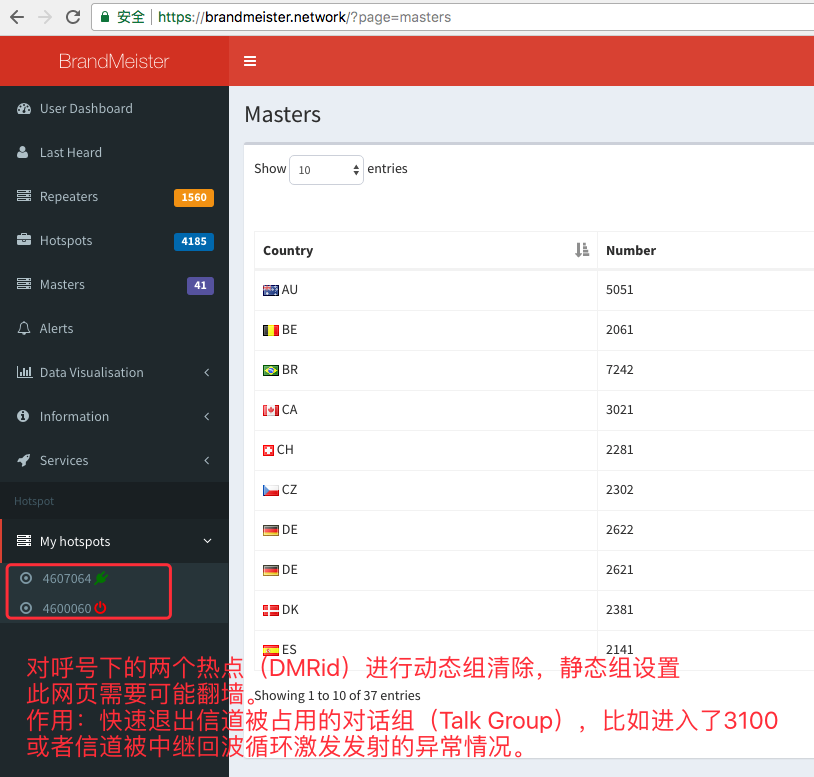 安全 https://brandmeister.network/?page=masters
BrandMeister
User Dashboard
Last Heard
Repeaters 1560
Hotspots 4185
Masters 41
Alerts
Data Visualisation
Information
Services
Hotspot
My hotspots
4607064
4600060
Masters
Show 10 entries
Country Number
AU 5051
BE 2061
BR 7242
CA 3021
CH 2281
CZ 2302
DE 2622
DE 2621
DK 2381
ES 2141
Showing 1 to 10 of 37 entries
对呼号下的两个热点（DMRid）进行动态组清除，静态组设置
此网页需要可能翻墙。
作用：快速退出信道被占用的对话组（Talk Group），比如进入了3100
或者信道被中继回波循环激发发射的异常情况。